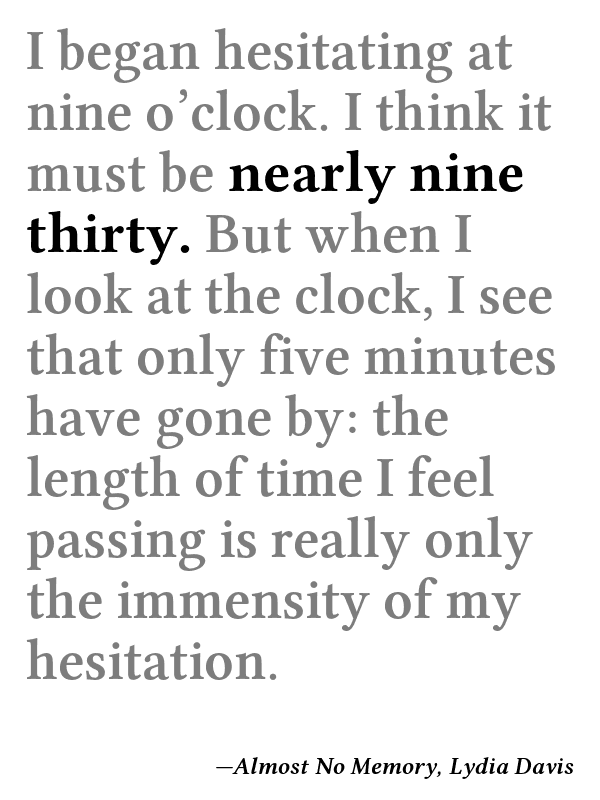 I began hesitating at
nine o’clock. I think it
must be nearly nine
thirty. But when I
look at the clock, I see
that only five minutes
have gone by: the
length of time I feel
passing is really only
the immensity of my
hesitation.
—Almost No Memory, Lydia Davis